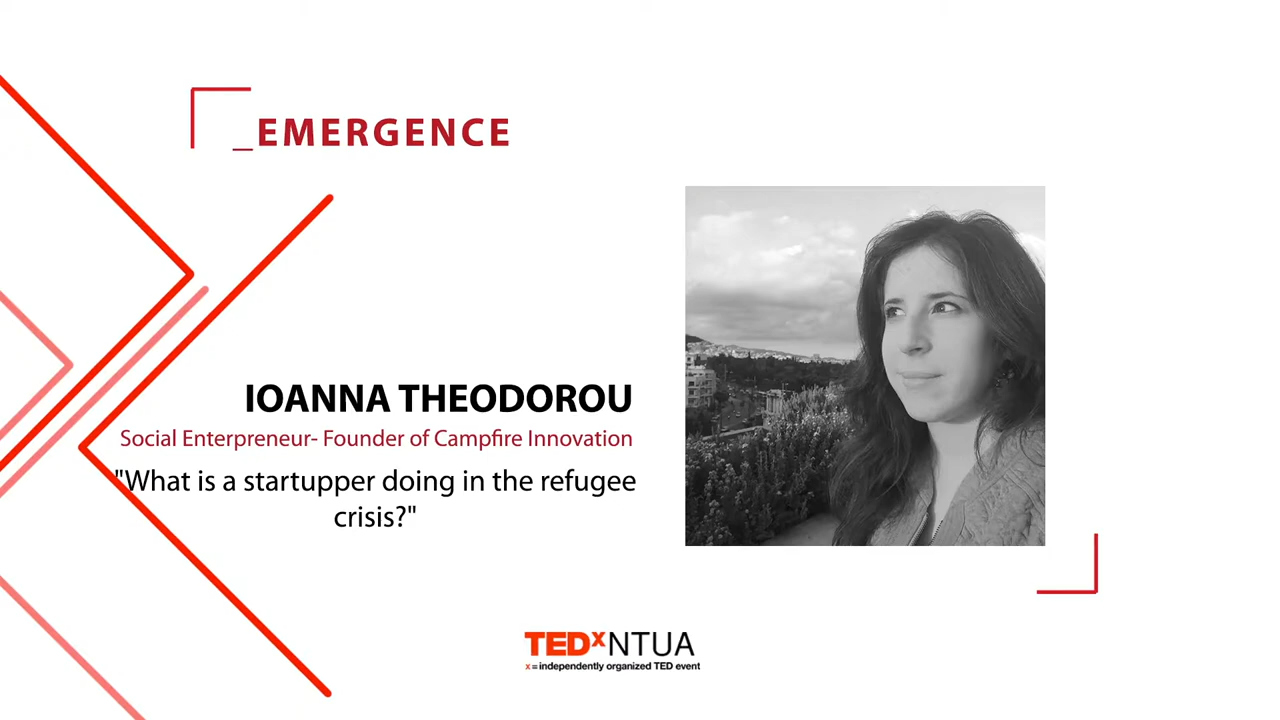 _EMERGENCE
IOANNA THEODOROU
Social Enterpreneur- Founder of Campfire Innovation
"What is a startupper doing in the refugee
crisis?"
TEDxNTUA
x = independently organized TED event